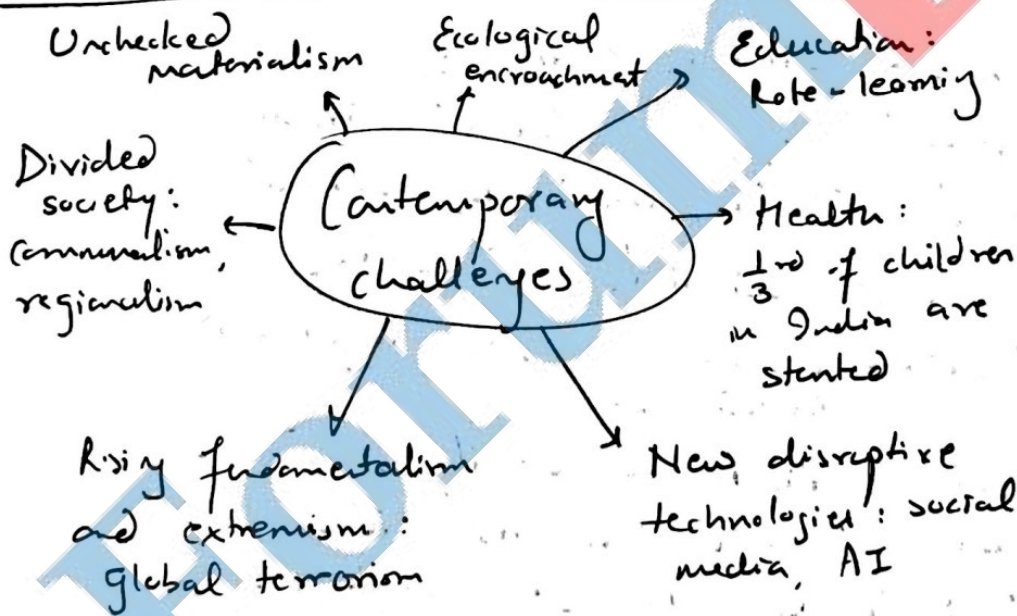 Unchecked
materialism
Ecological
encroachment
Education:
Rote-learning
Divided
society:
Communalism,
regionalism
Contemporary
challenges
Health:
1/3rd of children
in India are
stunted
Rising fundamentalism
and extremism:
global terrorism
New disruptive
technologies: social
media, AI
Forum